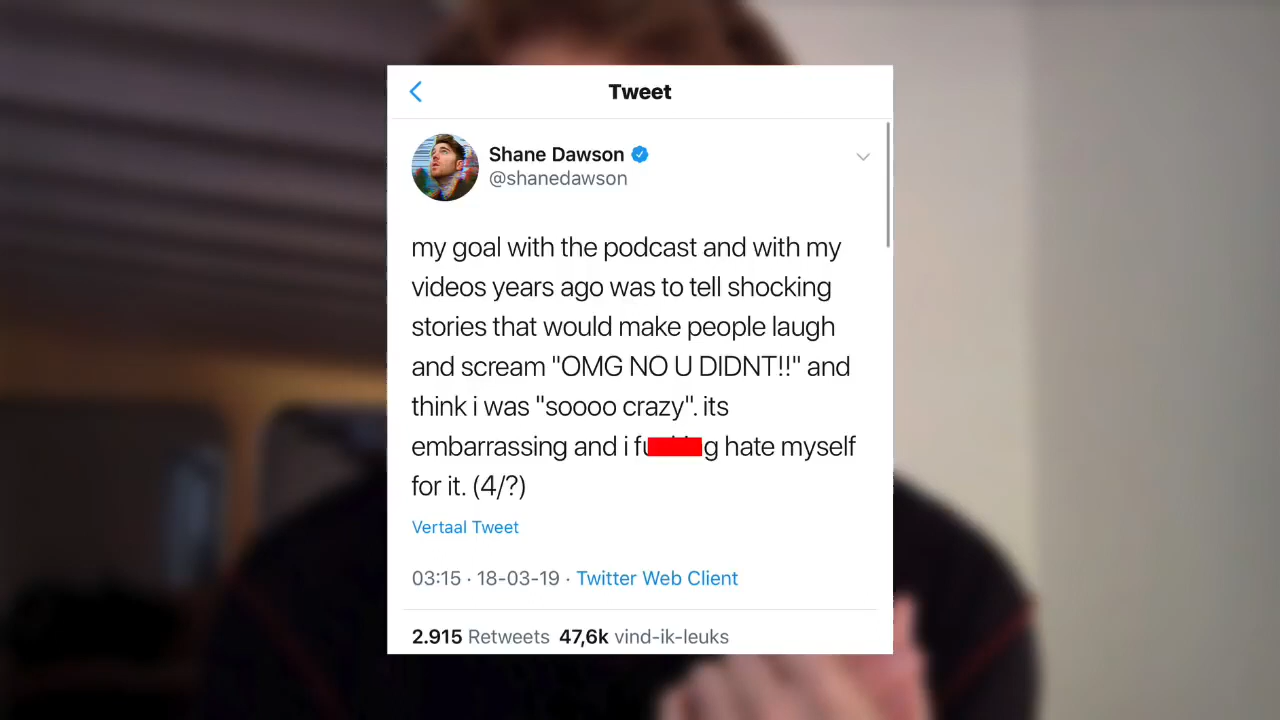 Tweet
Shane Dawson
@shanedawson
my goal with the podcast and with my
videos years ago was to tell shocking
stories that would make people laugh
and scream "OMG NO U DIDNT!!" and
think i was "soooo crazy". its
embarrassing and i fu g hate myself
for it. (4/?)
Vertaal Tweet
03:15 · 18-03-19 · Twitter Web Client
2.915 Retweets 47,6k vind-ik-leuks